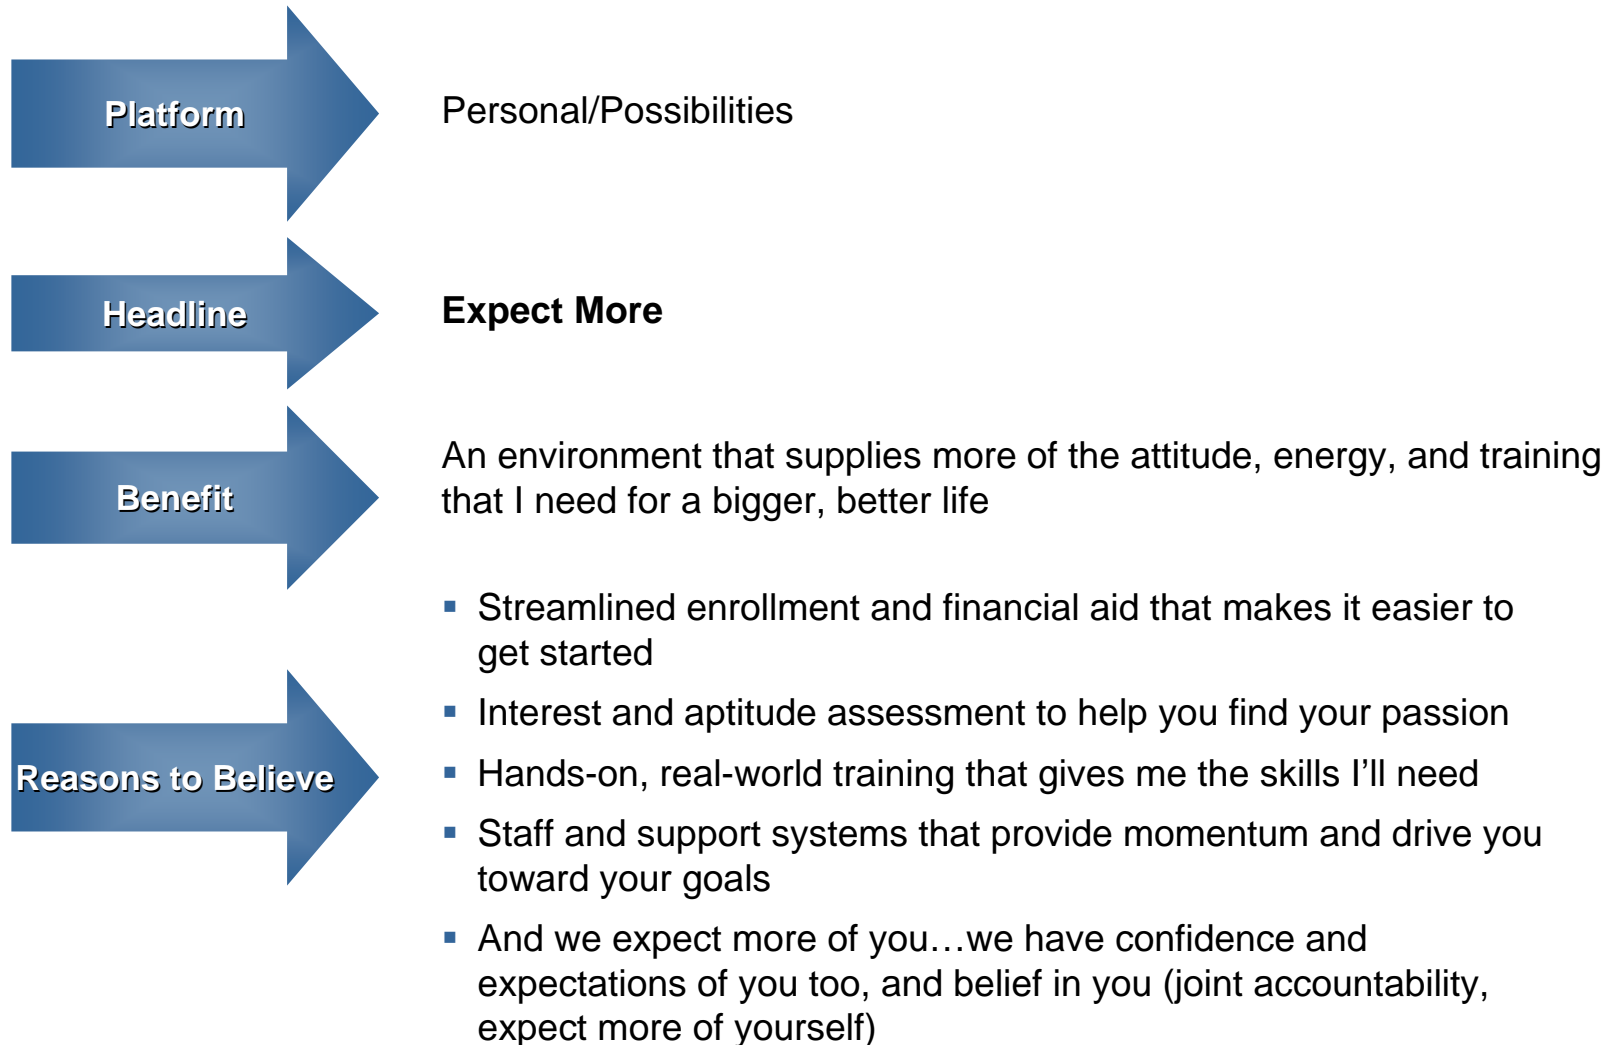 Platform
Personal/Possibilities
Headline
Expect More
Benefit
An environment that supplies more of the attitude, energy, and training
that I need for a bigger, better life
Reasons to Believe
▪ Streamlined enrollment and financial aid that makes it easier to
get started
▪ Interest and aptitude assessment to help you find your passion
▪ Hands-on, real-world training that gives me the skills I’ll need
▪ Staff and support systems that provide momentum and drive you
toward your goals
▪ And we expect more of you…we have confidence and
expectations of you too, and belief in you (joint accountability,
expect more of yourself)